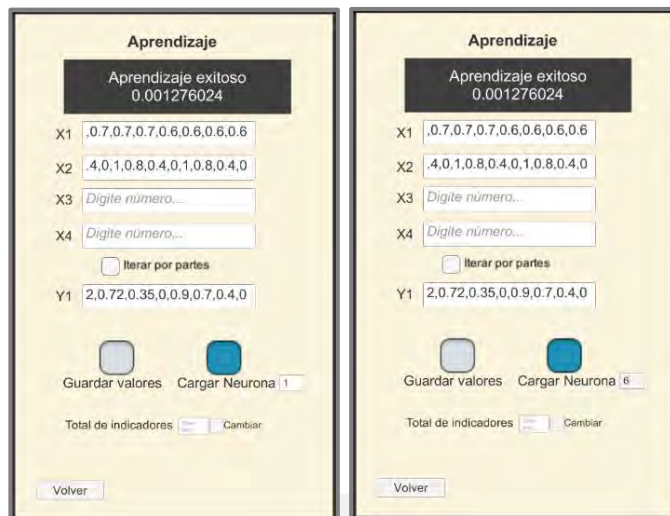 Aprendizaje
Aprendizaje exitoso
0.001276024
X1 ,0.7,0.7,0.7,0.6,0.6,0.6,0.6
X2 .4,0,1,0.8,0.4,0,1,0.8,0.4,0
X3 Digite número...
X4 Digite número...
Iterar por partes
Y1 2,0.72,0.35,0,0.9,0.7,0.4,0
Guardar valores Cargar Neurona 1
Total de indicadores Cambiar
Volver
Aprendizaje
Aprendizaje exitoso
0.001276024
X1 ,0.7,0.7,0.7,0.6,0.6,0.6,0.6
X2 .4,0,1,0.8,0.4,0,1,0.8,0.4,0
X3 Digite número...
X4 Digite número...
Iterar por partes
Y1 2,0.72,0.35,0,0.9,0.7,0.4,0
Guardar valores Cargar Neurona 6
Total de indicadores Cambiar
Volver